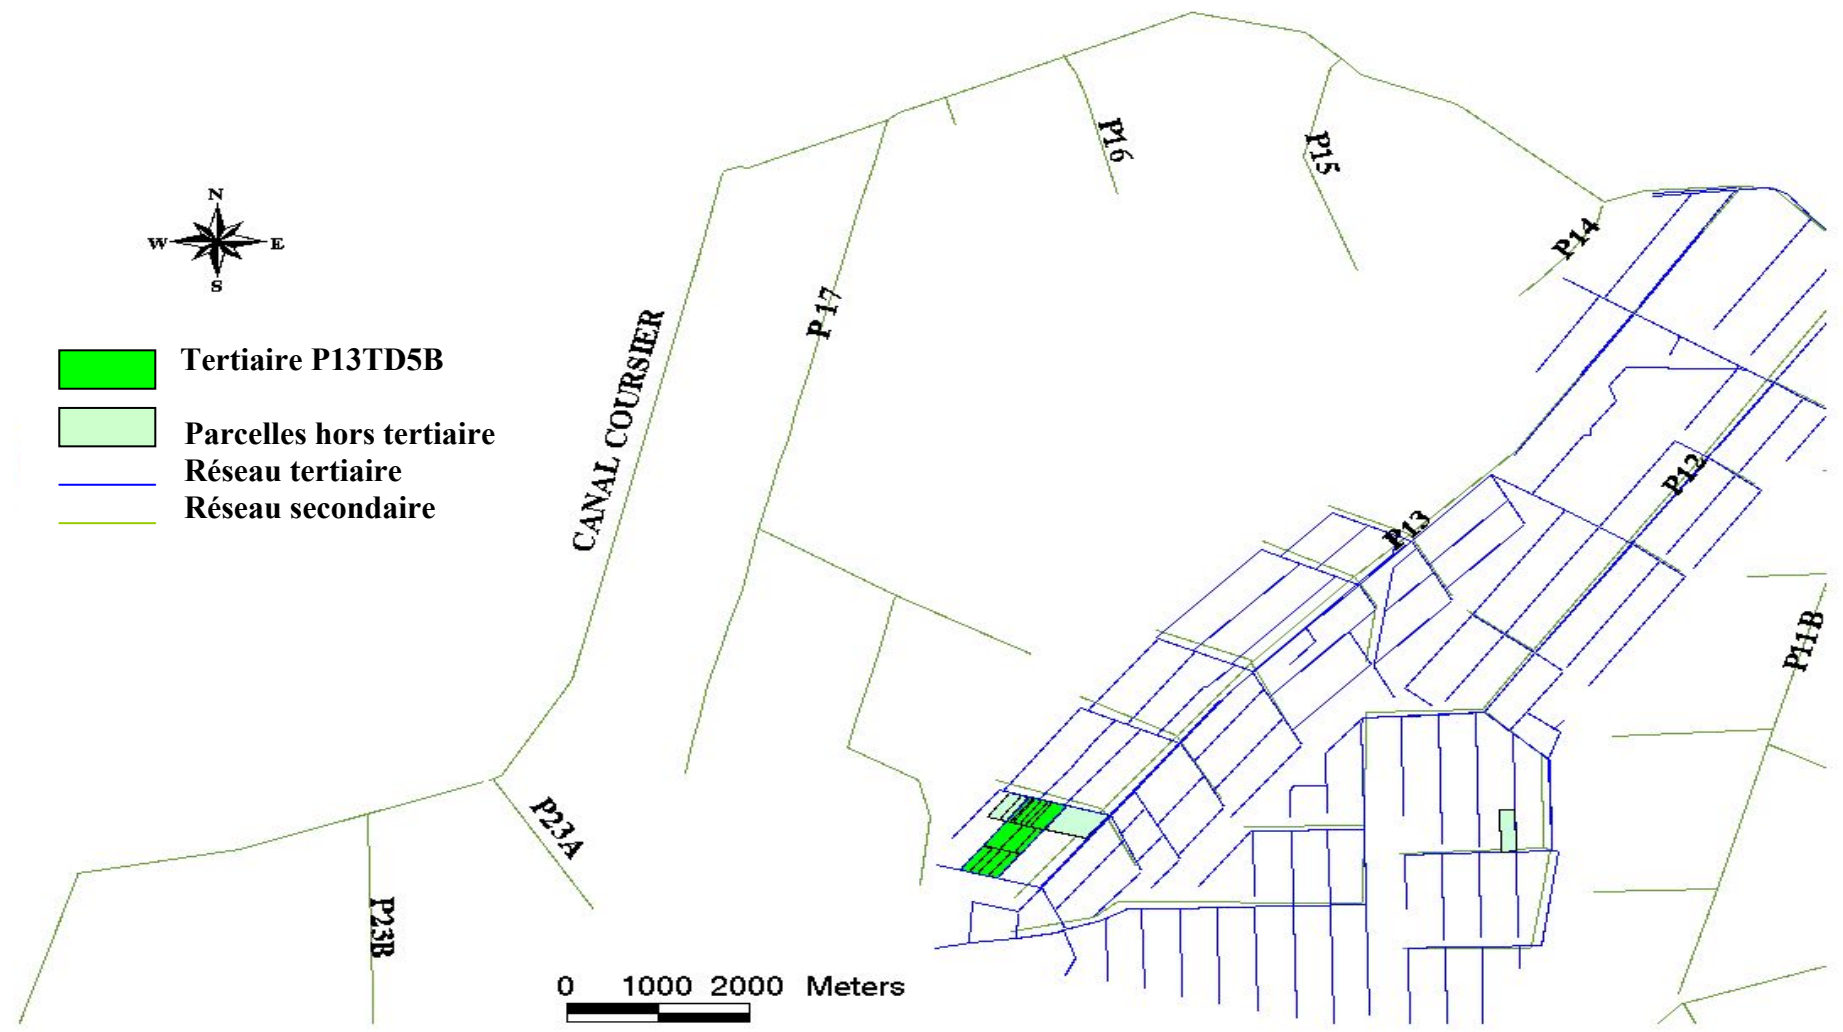 P16
P15
P14
N
W E
S
P 17
CANAL COURSIER
Tertiaire P13TD5B
Parcelles hors tertiaire
Réseau tertiaire
Réseau secondaire
P12
P13
P11B
P23A
P23B
0 1000 2000 Meters